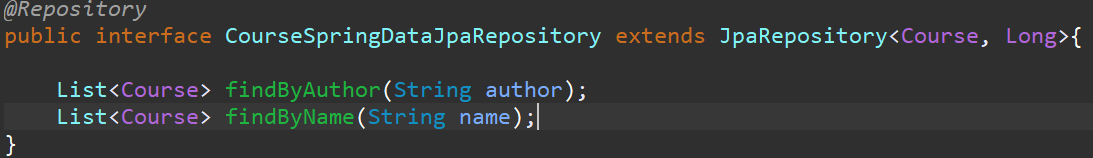 @Repository
public interface CourseSpringDataJpaRepository extends JpaRepository<Course, Long>{
List<Course> findByAuthor(String author);
List<Course> findByName(String name);
}